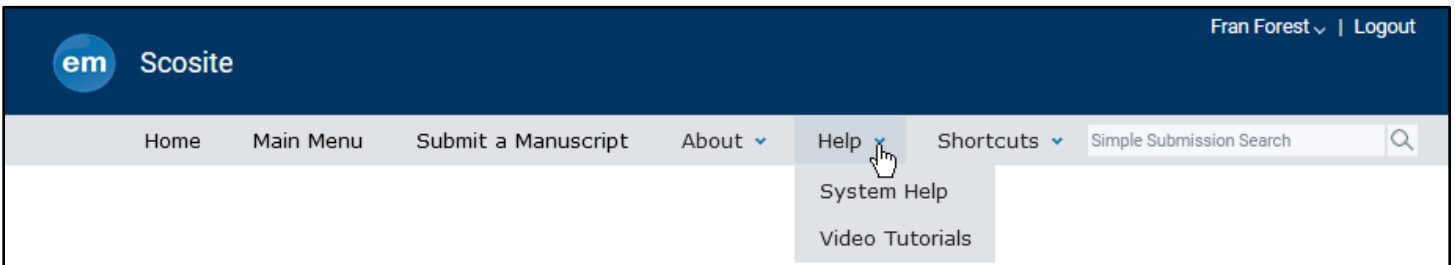 Fran Forest | Logout
em Scosite
Home Main Menu Submit a Manuscript About Help Shortcuts Simple Submission Search
System Help
Video Tutorials